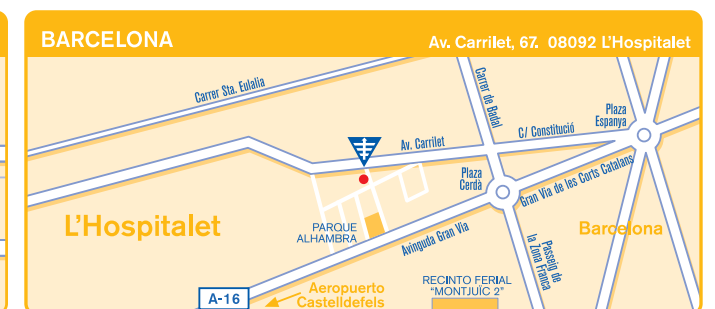 BARCELONA
Av. Carrilet, 67. 08092 L'Hospitalet
Carrer Sta. Eulalia
Carrer de Badal
Plaza
Espanya
C/ Constitució
Av. Carrilet
Plaza
Cerdà
Gran Via de les Corts Catalans
L'Hospitalet
PARQUE
ALHAMBRA
Avinguda Gran Via
Passeig de
la Zona Franca
Barcelona
RECINTO FERIAL
"MONTJUÏC 2"
A-16
Aeropuerto
Castelldefels